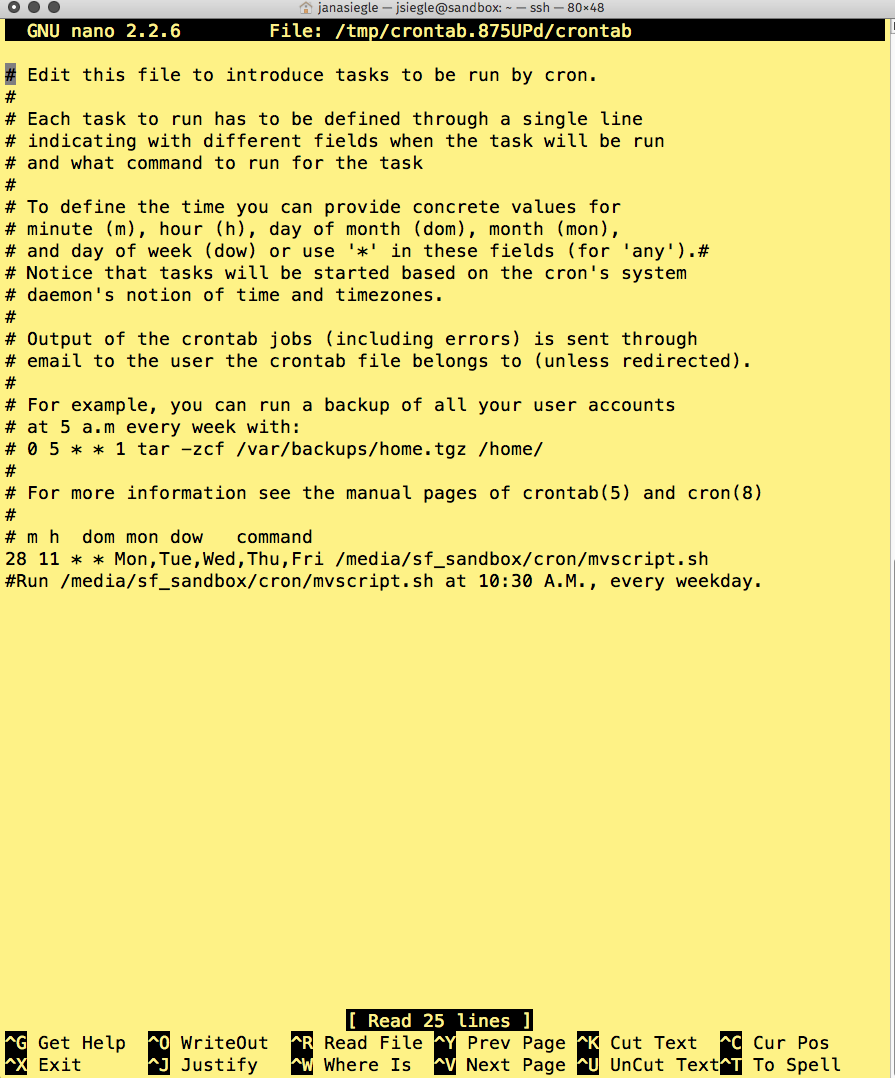 janasiegle — jsiegle@sandbox: ~ — ssh — 80×48
GNU nano 2.2.6 File: /tmp/crontab.875UPd/crontab
# Edit this file to introduce tasks to be run by cron.
#
# Each task to run has to be defined through a single line
# indicating with different fields when the task will be run
# and what command to run for the task
#
# To define the time you can provide concrete values for
# minute (m), hour (h), day of month (dom), month (mon),
# and day of week (dow) or use '*' in these fields (for 'any').#
# Notice that tasks will be started based on the cron's system
# daemon's notion of time and timezones.
#
# Output of the crontab jobs (including errors) is sent through
# email to the user the crontab file belongs to (unless redirected).
#
# For example, you can run a backup of all your user accounts
# at 5 a.m every week with:
# 0 5 * * 1 tar -zcf /var/backups/home.tgz /home/
#
# For more information see the manual pages of crontab(5) and cron(8)
#
# m h  dom mon dow   command
28 11 * * Mon,Tue,Wed,Thu,Fri /media/sf_sandbox/cron/mvscript.sh
#Run /media/sf_sandbox/cron/mvscript.sh at 10:30 A.M., every weekday.
[ Read 25 lines ]
^G Get Help ^O WriteOut ^R Read File ^Y Prev Page ^K Cut Text ^C Cur Pos
^X Exit ^J Justify ^W Where Is ^V Next Page ^U UnCut Text ^T To Spell